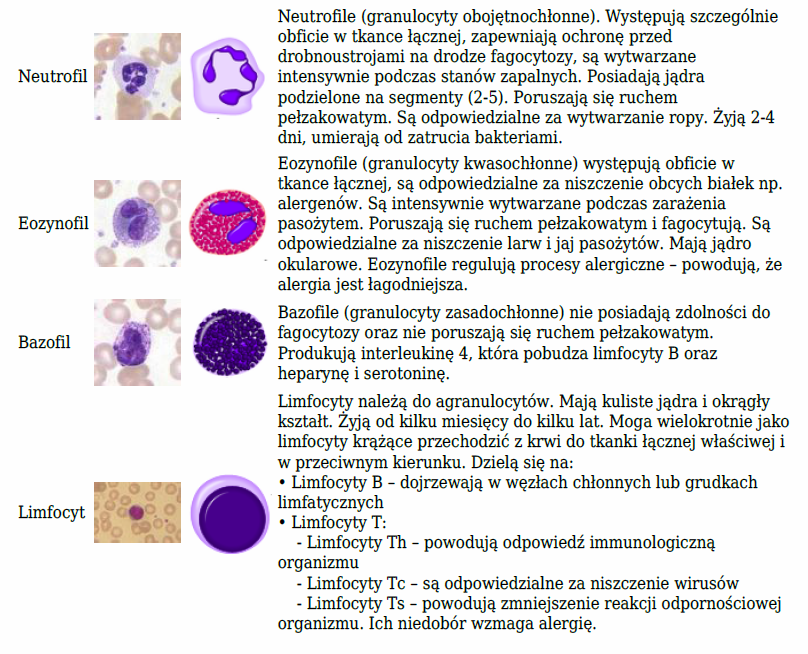 Neutrofil
Neutrofile (granulocyty obojętnochłonne). Występują szczególnie
obficie w tkance łącznej, zapewniają ochronę przed
drobnoustrojami na drodze fagocytozy, są wytwarzane
intensywnie podczas stanów zapalnych. Posiadają jądra
podzielone na segmenty (2-5). Poruszają się ruchem
pełzakowatym. Są odpowiedzialne za wytwarzanie ropy. Żyją 2-4
dni, umierają od zatrucia bakteriami.
Eozynofil
Eozynofile (granulocyty kwasochłonne) występują obficie w
tkance łącznej, są odpowiedzialne za niszczenie obcych białek np.
alergenów. Są intensywnie wytwarzane podczas zarażenia
pasożytem. Poruszają się ruchem pełzakowatym i fagocytują. Są
odpowiedzialne za niszczenie larw i jaj pasożytów. Mają jądro
okularowe. Eozynofile regulują procesy alergiczne – powodują, że
alergia jest łagodniejsza.
Bazofil
Bazofile (granulocyty zasadochłonne) nie posiadają zdolności do
fagocytozy oraz nie poruszają się ruchem pełzakowatym.
Produkują interleukinę 4, która pobudza limfocyty B oraz
heparynę i serotoninę.
Limfocyt
Limfocyty należą do agranulocytów. Mają kuliste jądra i okrągły
kształt. Żyją od kilku miesięcy do kilku lat. Moga wielokrotnie jako
limfocyty krążące przechodzić z krwi do tkanki łącznej właściwej i
w przeciwnym kierunku. Dzielą się na:
• Limfocyty B – dojrzewają w węzłach chłonnych lub grudkach
limfatycznych
• Limfocyty T:
- Limfocyty Th – powodują odpowiedź immunologiczną
organizmu
- Limfocyty Tc – są odpowiedzialne za niszczenie wirusów
- Limfocyty Ts – powodują zmniejszenie reakcji odpornościowej
organizmu. Ich niedobór wzmaga alergię.